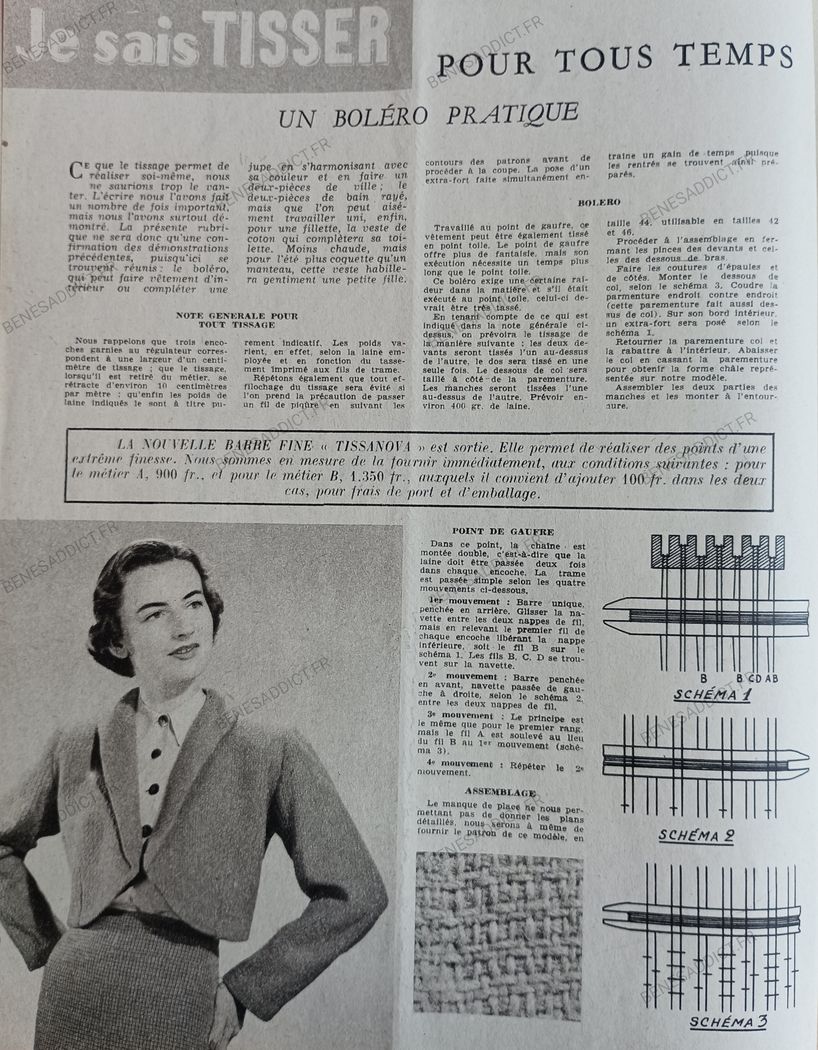 Je sais TISSER
POUR TOUS TEMPS
UN BOLÉRO PRATIQUE
CE que le tissage permet de
réaliser soi-même, nous
ne saurions trop le van-
ter. L'écrire nous l'avons fait
un nombre de fois important,
mais nous l'avons surtout dé-
montré. La présente rubri-
que ne sera donc qu'une con-
firmation des démonstrations
précédentes, puisqu'ici se
trouvent réunis : le boléro,
qui peut faire vêtement d'in-
térieur ou compléter une
jupe en s'harmonisant avec
sa couleur et en faire un
deux-pièces de ville ; le
deux-pièces de bain rayé,
mais que l'on peut aisé-
ment travailler uni, enfin,
pour une fillette, la veste de
coton qui complètera sa toi-
lette. Moins chaude, mais
pour l'été plus coquette qu'un
manteau, cette veste habille-
ra gentiment une petite fille.
NOTE GENERALE POUR
TOUT TISSAGE
Nous rappelons que trois enco-
ches garnies au régulateur corres-
pondent à une largeur d'un centi-
mètre de tissage ; que le tissage,
lorsqu'il est retiré du métier, se
rétracte d'environ 10 centimètres
par mètre ; qu'enfin les poids de
laine indiqués le sont à titre pu-
rement indicatif. Les poids va-
rient, en effet, selon la laine em-
ployée et en fonction du tasse-
ment imprimé aux fils de trame.
Répétons également que tout ef-
filochage du tissage sera évité si
l'on prend la précaution de passer
un fil de piqûre en suivant les
contours des patrons avant de
procéder à la coupe. La pose d'un
extra-fort faite simultanément en-
traîne un gain de temps puisque
les rentrés se trouvent ainsi pré-
parés.
BOLERO
Travaillé au point de gaufre, ce
vêtement peut être également tissé
en point toile. Le point de gaufre
offre plus de fantaisie, mais son
exécution nécessite un temps plus
long que le point toile.
Ce boléro exige une certaine rai-
deur dans la matière et s'il était
exécuté au point toile, celui-ci de-
vrait être très tassé.
En tenant compte de ce qui est
indiqué dans la note générale ci-
dessus, on prévoira le tissage de
la manière suivante : les deux de-
vants seront tissés l'un au-dessus
de l'autre, le dos sera tissé en une
seule fois. Le dessous de col sera
taillé à côté de la parementure.
Les manches seront tissées l'une
au-dessus de l'autre. Prévoir en-
viron 400 gr. de laine.
taille 44, utilisable en tailles 42
et 46.
Procéder à l'assemblage en fer-
mant les pinces des devants et cel-
les des dessous de bras.
Faire les coutures d'épaules et
de côtés. Monter le dessous de
col, selon le schéma 3. Coudre la
parmenture endroit contre endroit
(cette parementure fait aussi des-
sus de col). Sur son bord intérieur,
un extra-fort sera posé selon le
schéma 1.
Retourner la parementure col et
la rabattre à l'intérieur. Abaisser
le col en cassant la parementure
pour obtenir la forme châle repré-
sentée sur notre modèle.
Assembler les deux parties des
manches et les monter à l'entour-
nure.
LA NOUVELLE BARRE FINE « TISSANOVA » est sortie. Elle permet de réaliser des points d'une
extrême finesse. Nous sommes en mesure de la fournir immédiatement, aux conditions suivantes : pour
le métier A, 900 fr., et pour le métier B, 1.350 fr., auxquels il convient d'ajouter 100 fr. dans les deux
cas, pour frais de port et d'emballage.
POINT DE GAUFRE
Dans ce point, la chaîne est
montée double, c'est-à-dire que la
laine doit être passée deux fois
dans chaque encoche. La trame
est passée simple selon les quatre
mouvements ci-dessous.
1er mouvement : Barre unique,
penchée en arrière. Glisser la na-
vette entre les deux nappes de fil,
mais en relevant le premier fil de
chaque encoche libérant la nappe
inférieure, soit le fil B sur le
schéma 1. Les fils B, C, D se trou-
vent sur la navette.
2e mouvement : Barre penchée
en avant, navette passée de gau-
che à droite, selon le schéma 2,
entre les deux nappes de fil.
3e mouvement : Le principe est
le même que pour le premier rang,
mais le fil A est soulevé au lieu
du fil B au 1er mouvement (sché-
ma 3).
4e mouvement : Répéter le 2e
mouvement.
ASSEMBLAGE
Le manque de place ne nous per-
mettant pas de donner les plans
détaillés, nous serons à même de
fournir le patron de ce modèle, en
B B C D A B
SCHÉMA 1
SCHÉMA 2
SCHÉMA 3
BENESADDICT.FR